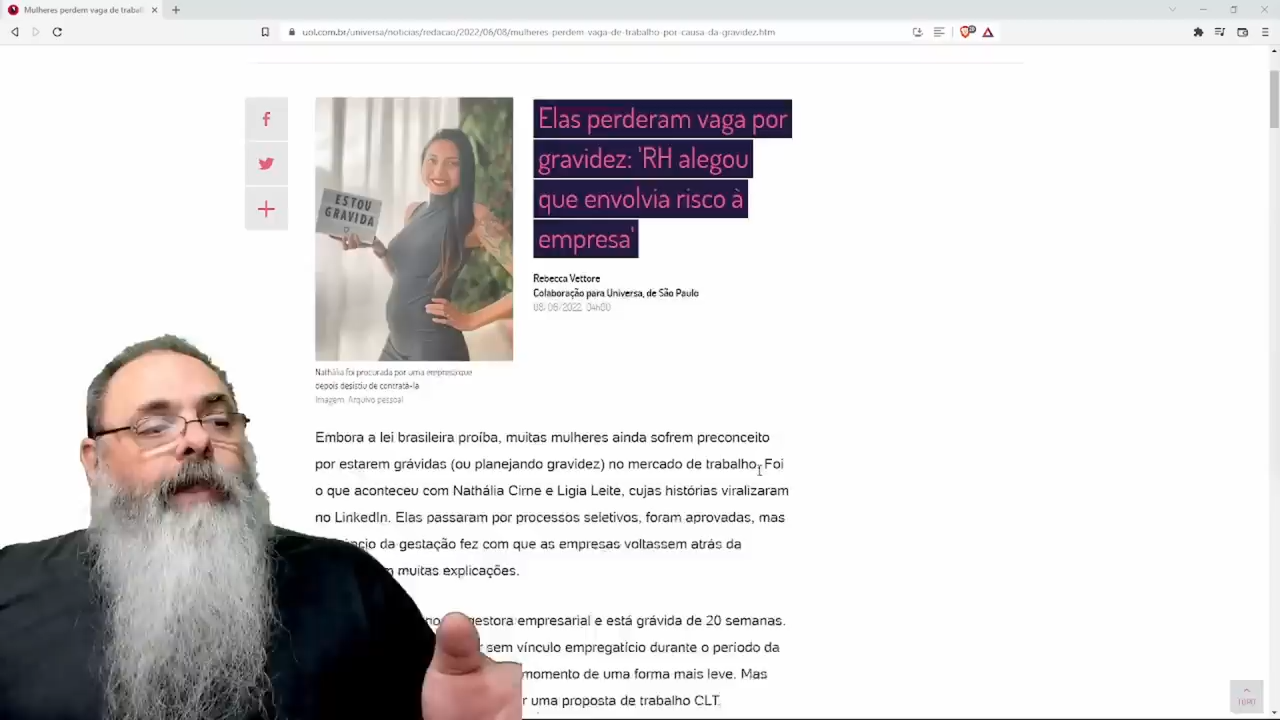 Mulheres perdem vaga de trabal
uol.com.br/universa/noticias/redacao/2022/06/08/mulheres-perdem-vaga-de-trabalho-por-causa-da-gravidez.htm
ESTOU
GRAVIDA
Elas perderam vaga por
gravidez: 'RH alegou
que envolvia risco à
empresa'
Rebecca Vettore
Colaboração para Universa, de São Paulo
08/06/2022 04h00
Nathália foi procurada por uma empresa que
depois desistiu de contratá-la
Imagem: Arquivo pessoal
Embora a lei brasileira proíba, muitas mulheres ainda sofrem preconceito
por estarem grávidas (ou planejando gravidez) no mercado de trabalho. Foi
o que aconteceu com Nathália Cirne e Ligia Leite, cujas histórias viralizaram
no LinkedIn. Elas passaram por processos seletivos, foram aprovadas, mas
da gestação fez com que as empresas voltassem atrás da
muitas explicações.
gestora empresarial e está grávida de 20 semanas.
sem vínculo empregatício durante o periodo da
momento de uma forma mais leve. Mas
uma proposta de trabalho CLT.
TOPO